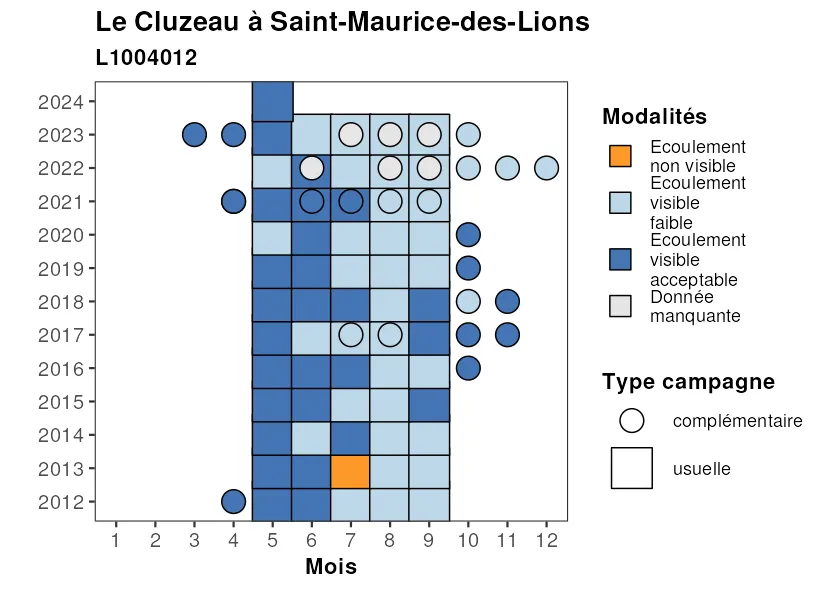 Le Cluzeau à Saint-Maurice-des-Lions
L1004012
2024
2023
2022
2021
2020
2019
2018
2017
2016
2015
2014
2013
2012
1 2 3 4 5 6 7 8 9 10 11 12
Mois
Modalités
Ecoulement
non visible
Ecoulement
visible
faible
Ecoulement
visible
acceptable
Donnée
manquante
Type campagne
complémentaire
usuelle